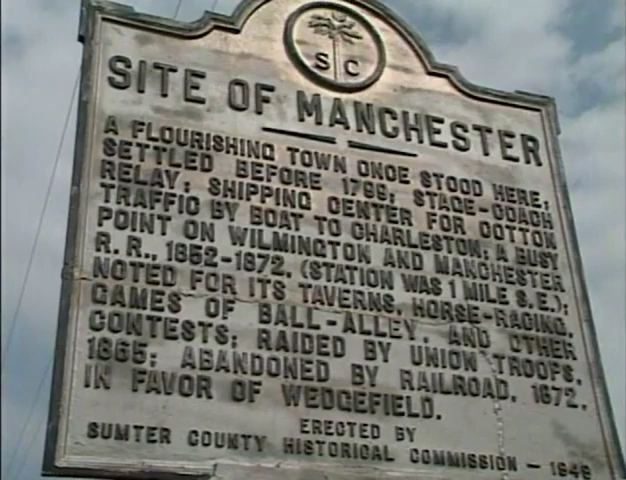 S C
SITE OF MANCHESTER
A FLOURISHING TOWN ONCE STOOD HERE;
SETTLED BEFORE 1799; STAGE-COACH
RELAY; SHIPPING CENTER FOR COTTON
TRAFFIC BY BOAT TO CHARLESTON; A BUSY
POINT ON WILMINGTON AND MANCHESTER
R. R., 1852-1872. (STATION WAS 1 MILE S. E.);
NOTED FOR ITS TAVERNS, HORSE-RACING,
GAMES OF BALL-ALLEY, AND OTHER
CONTESTS; RAIDED BY UNION TROOPS,
1865; ABANDONED BY RAILROAD, 1872,
IN FAVOR OF WEDGEFIELD.
ERECTED BY
SUMTER COUNTY HISTORICAL COMMISSION - 1949